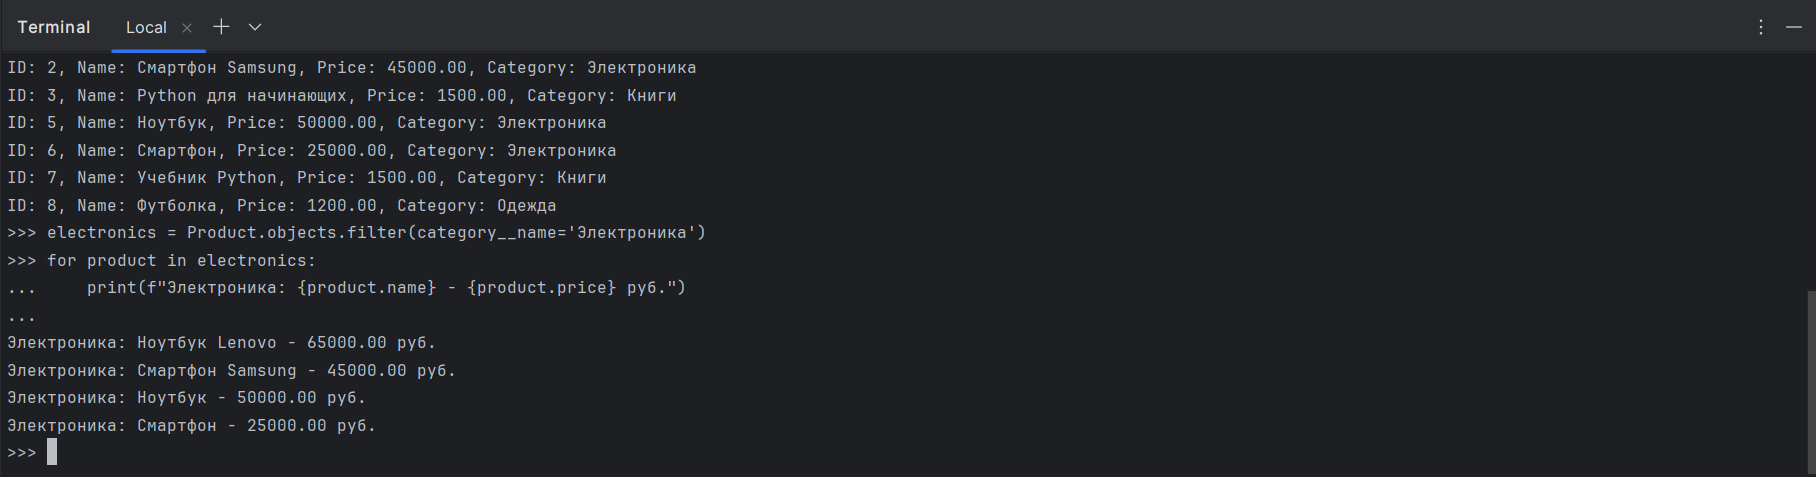 Terminal Local
ID: 2, Name: Смартфон Samsung, Price: 45000.00, Category: Электроника
ID: 3, Name: Python для начинающих, Price: 1500.00, Category: Книги
ID: 5, Name: Ноутбук, Price: 50000.00, Category: Электроника
ID: 6, Name: Смартфон, Price: 25000.00, Category: Электроника
ID: 7, Name: Учебник Python, Price: 1500.00, Category: Книги
ID: 8, Name: Футболка, Price: 1200.00, Category: Одежда
>>> electronics = Product.objects.filter(category__name='Электроника')
>>> for product in electronics:
...     print(f"Электроника: {product.name} - {product.price} руб.")
...
Электроника: Ноутбук Lenovo - 65000.00 руб.
Электроника: Смартфон Samsung - 45000.00 руб.
Электроника: Ноутбук - 50000.00 руб.
Электроника: Смартфон - 25000.00 руб.
>>>